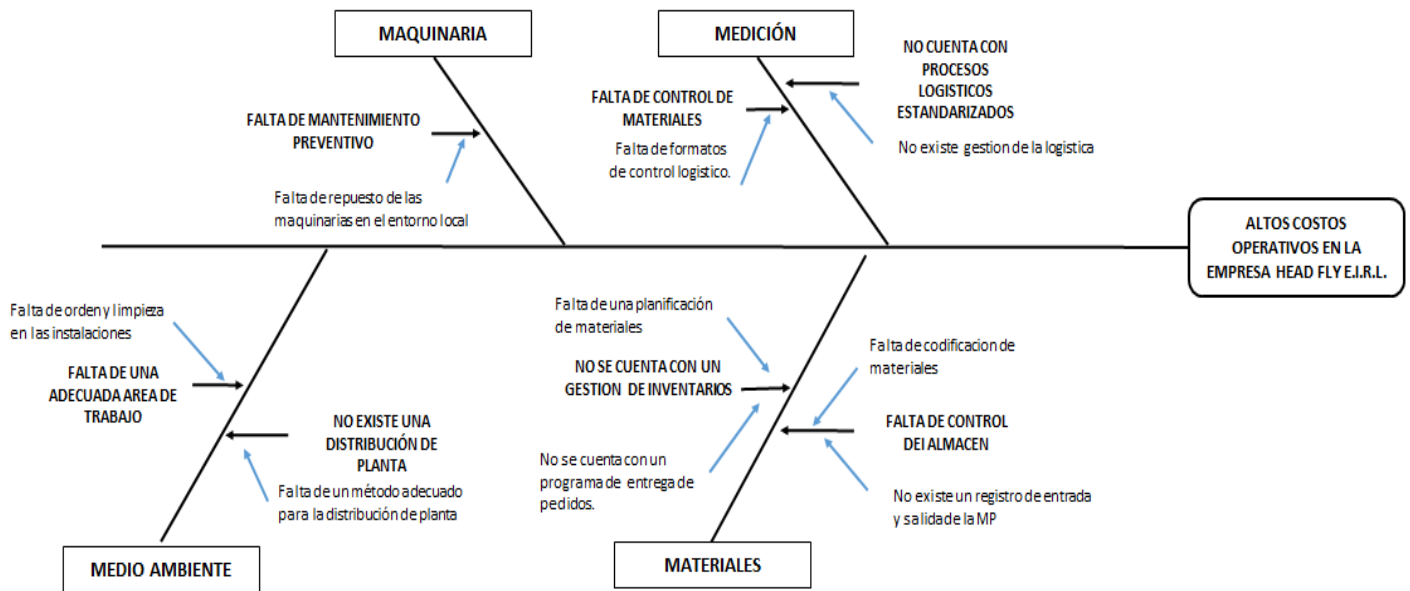 MAQUINARIA
MEDICIÓN
NO CUENTA CON
PROCESOS
LOGISTICOS
ESTANDARIZADOS
FALTA DE CONTROL DE
MATERIALES
FALTA DE MANTENIMIENTO
PREVENTIVO
Falta de formatos
de control logistico.
No existe gestion de la logistica
Falta de repuesto de las
maquinarias en el entorno local
ALTOS COSTOS
OPERATIVOS EN LA
EMPRESA HEAD FLY E.I.R.L.
Falta de orden y limpieza
en las instalaciones
FALTA DE UNA
ADECUADA AREA DE
TRABAJO
NO EXISTE UNA
DISTRIBUCIÓN DE
PLANTA
Falta de un método adecuado
para la distribución de planta
Falta de una planificación
de materiales
NO SE CUENTA CON UN
GESTION DE INVENTARIOS
No se cuenta con un
programa de entrega de
pedidos.
Falta de codificacion de
materiales
FALTA DE CONTROL
DEl ALMACEN
No existe un registro de entrada
y salida de la MP
MEDIO AMBIENTE
MATERIALES